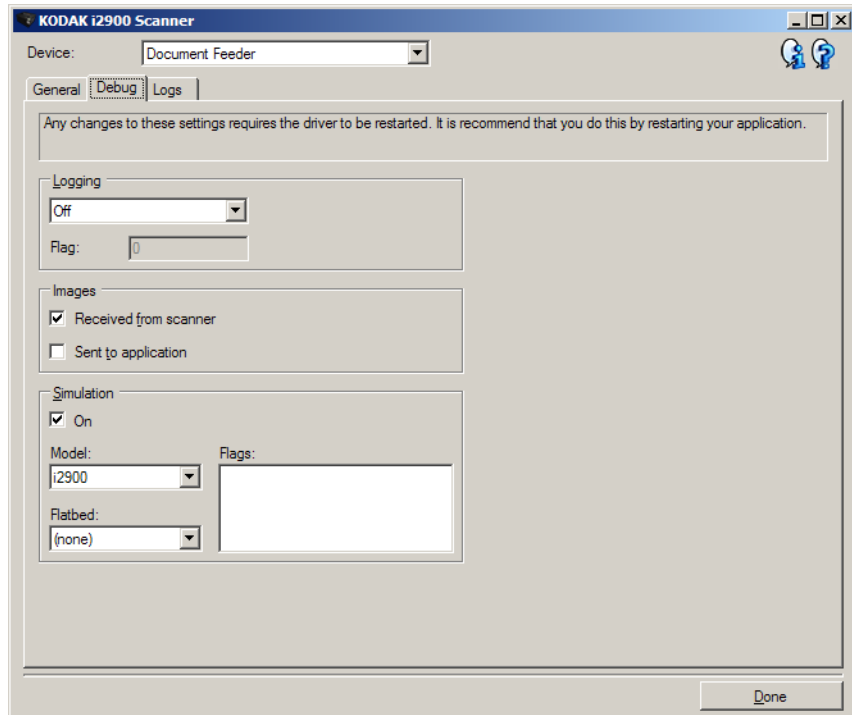 KODAK i2900 Scanner
Device: Document Feeder
General Debug Logs
Any changes to these settings requires the driver to be restarted. It is recommend that you do this by restarting your application.
Logging
Off
Flag: 0
Images
Received from scanner
Sent to application
Simulation
On
Model: Flags:
i2900
Flatbed:
(none)
Done